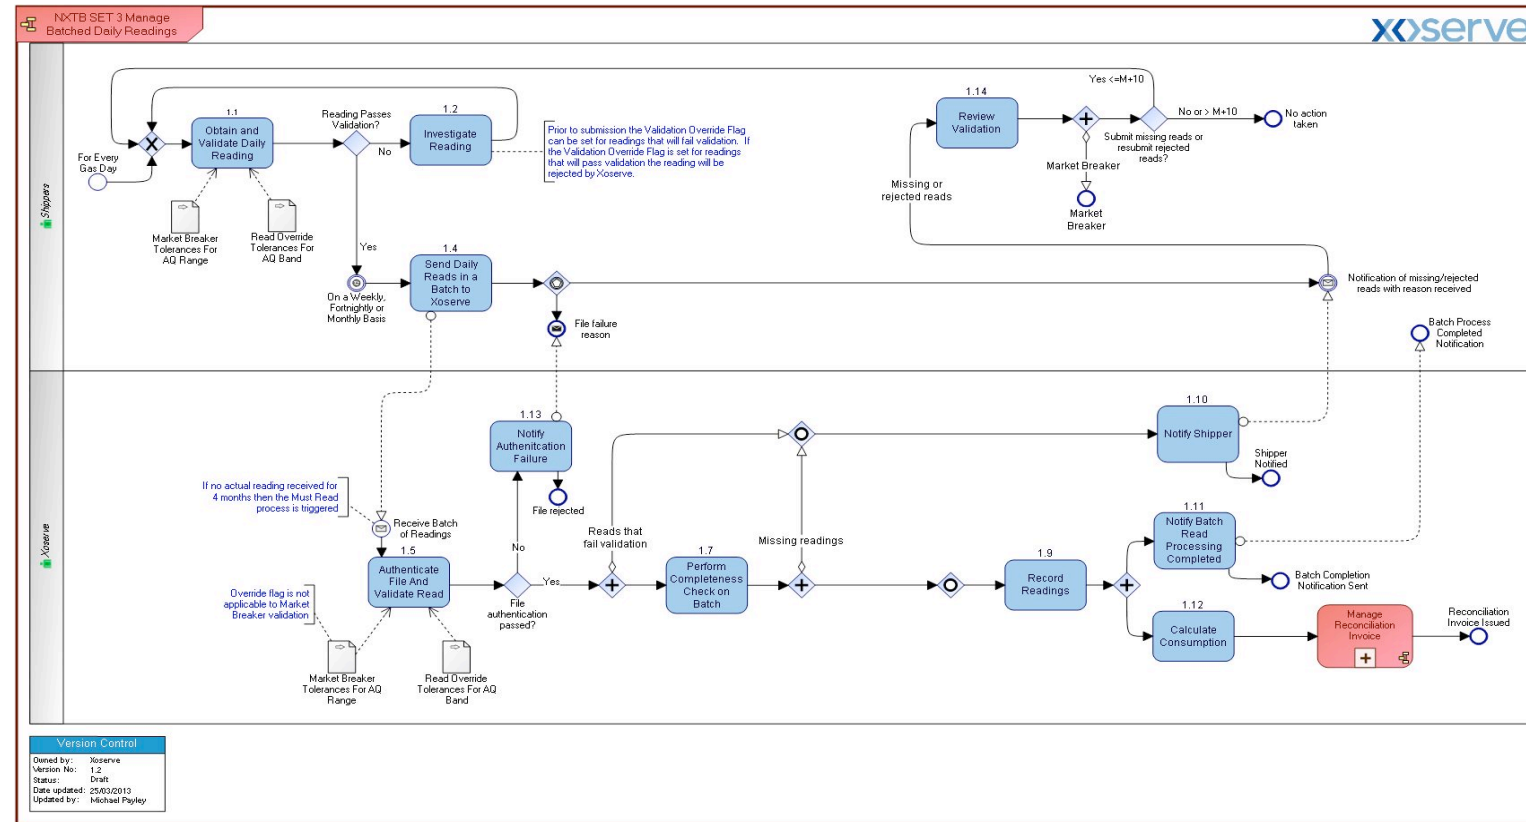 NXTB SET 3 Manage
Batched Daily Readings
xoserve
Shippers
For Every
Gas Day
1.1
Obtain and
Validate Daily
Reading
Market Breaker
Tolerances For
AQ Range
Read Override
Tolerances For
AQ Band
Reading Passes
Validation?
No
Yes
1.2
Investigate
Reading
Prior to submission the Validation Override Flag
can be set for readings that will fail validation. If
the Validation Override Flag is set for readings
that will pass validation the reading will be
rejected by Xoserve.
On a Weekly,
Fortnightly or
Monthly Basis
1.4
Send Daily
Reads in a
Batch to
Xoserve
File failure
reason
Missing or
rejected reads
1.14
Review
Validation
Market Breaker
Market
Breaker
Yes <=M+10
Submit missing reads or
resubmit rejected
reads?
No or > M+10
No action
taken
Notification of missing/rejected
reads with reason received
Batch Process
Completed
Notification
Xoserve
If no actual reading received for
4 months then the Must Read
process is triggered
Receive Batch
of Readings
1.5
Authenticate
File And
Validate Read
Override flag is not
applicable to Market
Breaker validation
Market Breaker
Tolerances For AQ
Range
Read Override
Tolerances For AQ
Band
File
authentication
passed?
No
Yes
1.13
Notify
Authenitcation
Failure
File rejected
Reads that
fail validation
1.7
Perform
Completeness
Check on
Batch
Missing readings
1.9
Record
Readings
1.10
Notify Shipper
Shipper
Notified
1.11
Notify Batch
Read
Processing
Completed
Batch Completion
Notification Sent
1.12
Calculate
Consumption
Manage
Reconciliation
Invoice
Reconciliation
Invoice Issued
Version Control
Owned by: Xoserve
Version No: 1.2
Status: Draft
Date updated: 25/03/2013
Updated by: Michael Payley